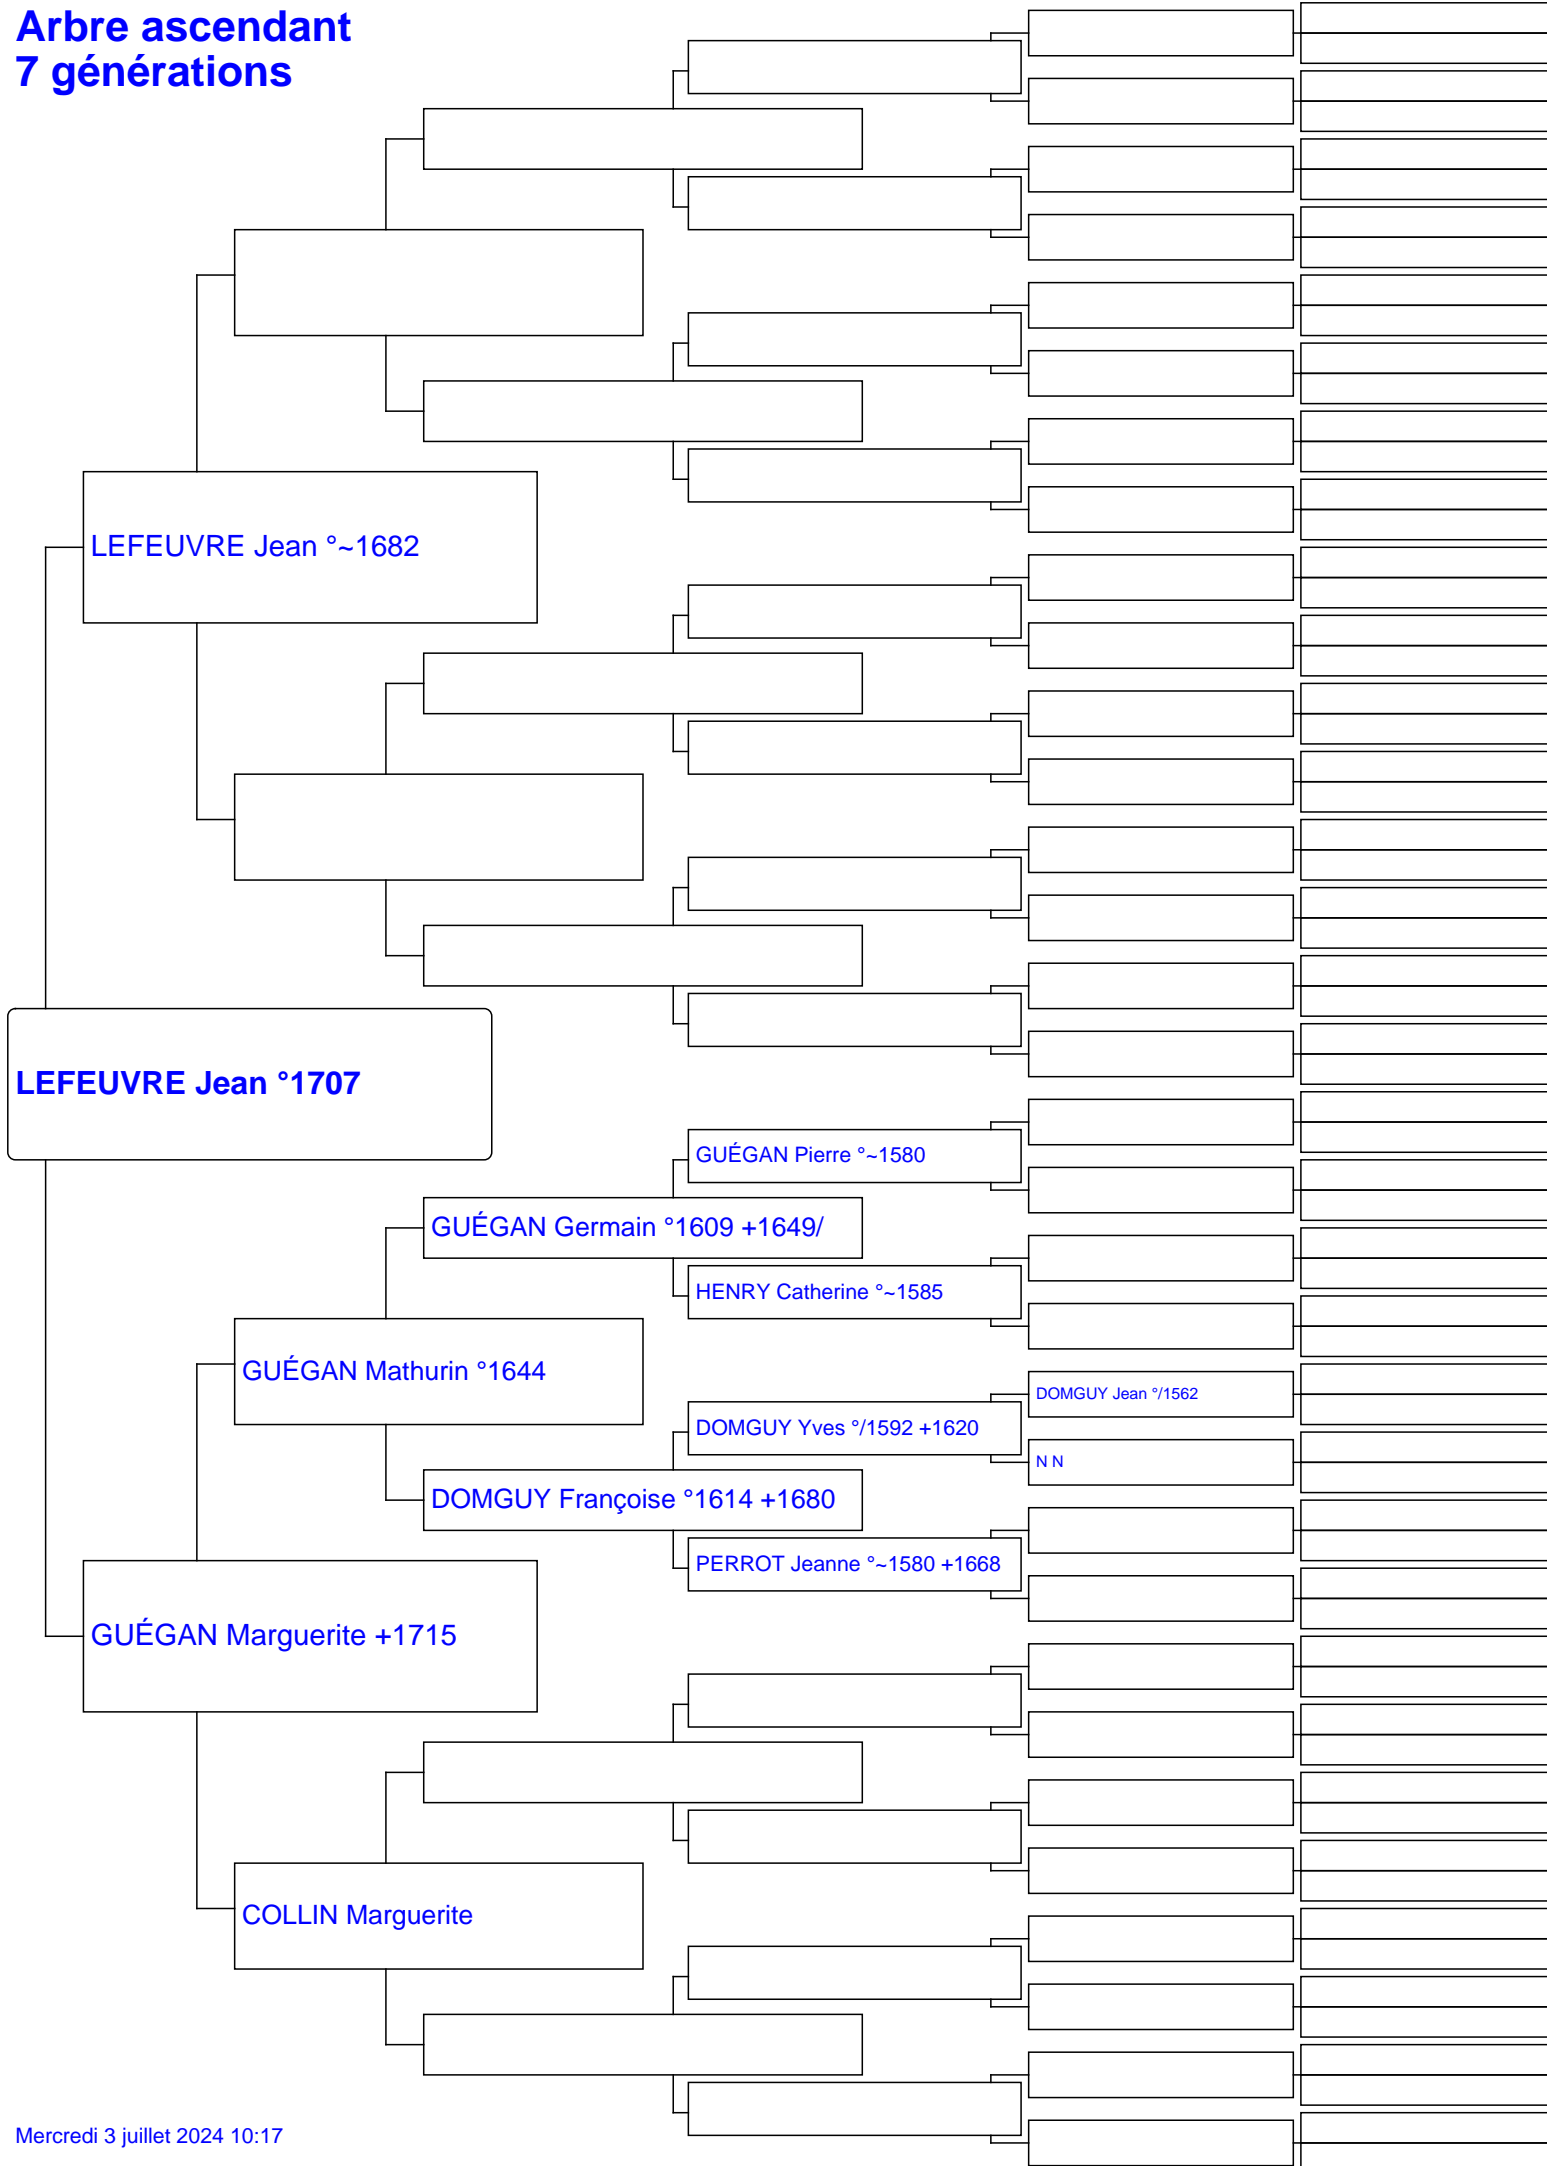 Arbre ascendant
7 générations
LEFEUVRE Jean °~1682
LEFEUVRE Jean °1707
GUÉGAN Pierre °~1580
GUÉGAN Germain °1609 +1649/
HENRY Catherine °~1585
GUÉGAN Mathurin °1644
DOMGUY Jean °/1562
DOMGUY Yves °/1592 +1620
N N
DOMGUY Françoise °1614 +1680
PERROT Jeanne °~1580 +1668
GUÉGAN Marguerite +1715
COLLIN Marguerite
Mercredi 3 juillet 2024 10:17